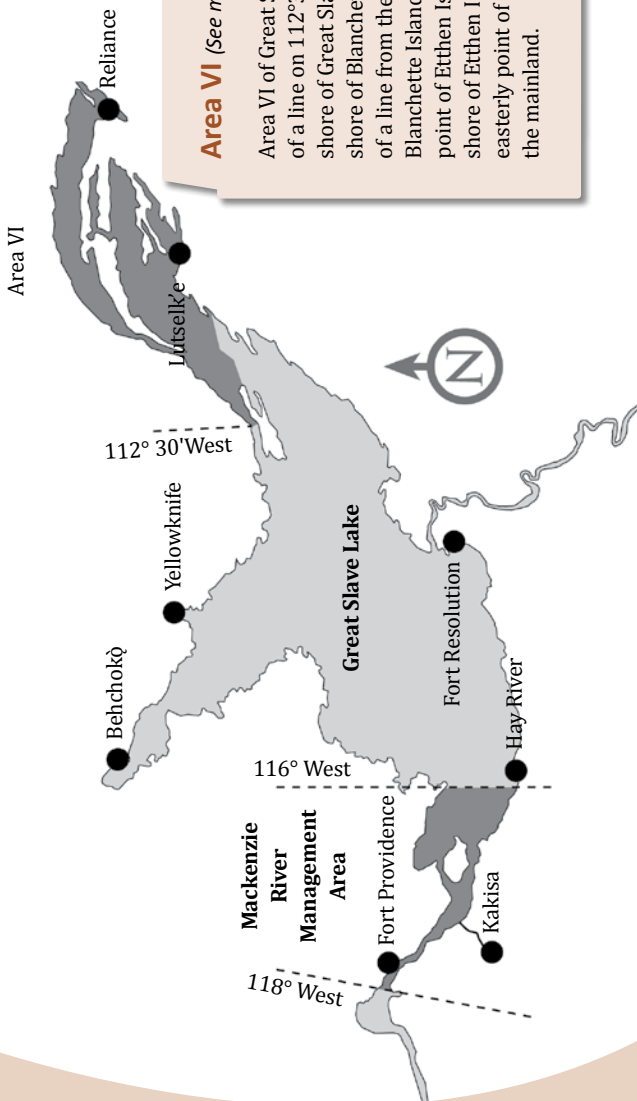 Area VI
Reliance
Lutselk'e
112° 30'West
Yellowknife
Behchokǫ̀
Great Slave Lake
Fort Resolution
Hay River
116° West
Mackenzie
River
Management
Area
Fort Providence
Kakisa
118° West
N
Area VI (See m
Area VI of Great S
of a line on 112°3
shore of Great Sla
shore of Blanche
of a line from the
Blanchette Island
point of Etthen Is
shore of Etthen I
easterly point of
the mainland.